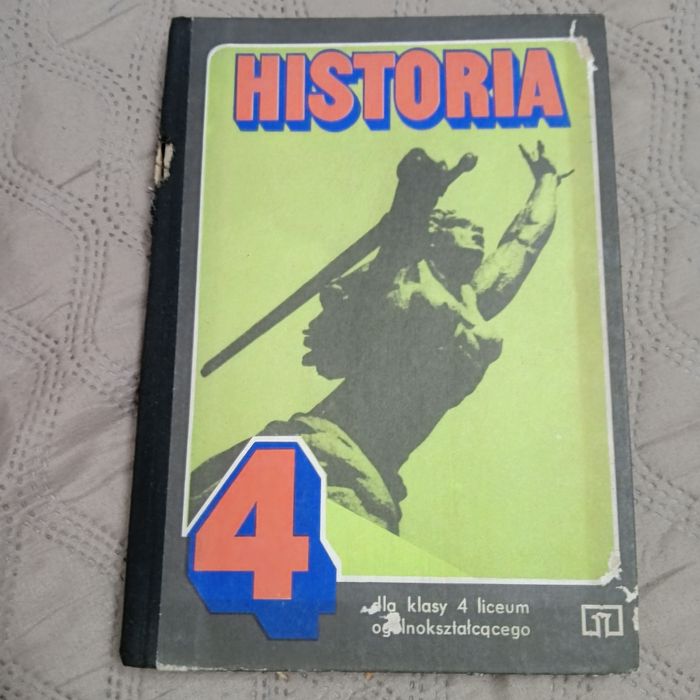 HISTORIA
4
dla klasy 4 liceum
ogólnokształcącego